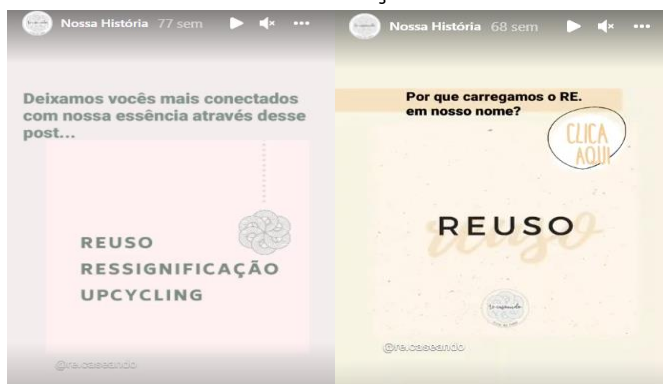 Nossa História 77 sem
Deixamos vocês mais conectados
com nossa essência através desse
post...
REUSO
RESSIGNIFICAÇÃO
UPCYCLING
@re.caseando
Nossa História 68 sem
Por que carregamos o RE.
em nosso nome?
CLICA
AQUI
REUSO
reuso
@re.caseando